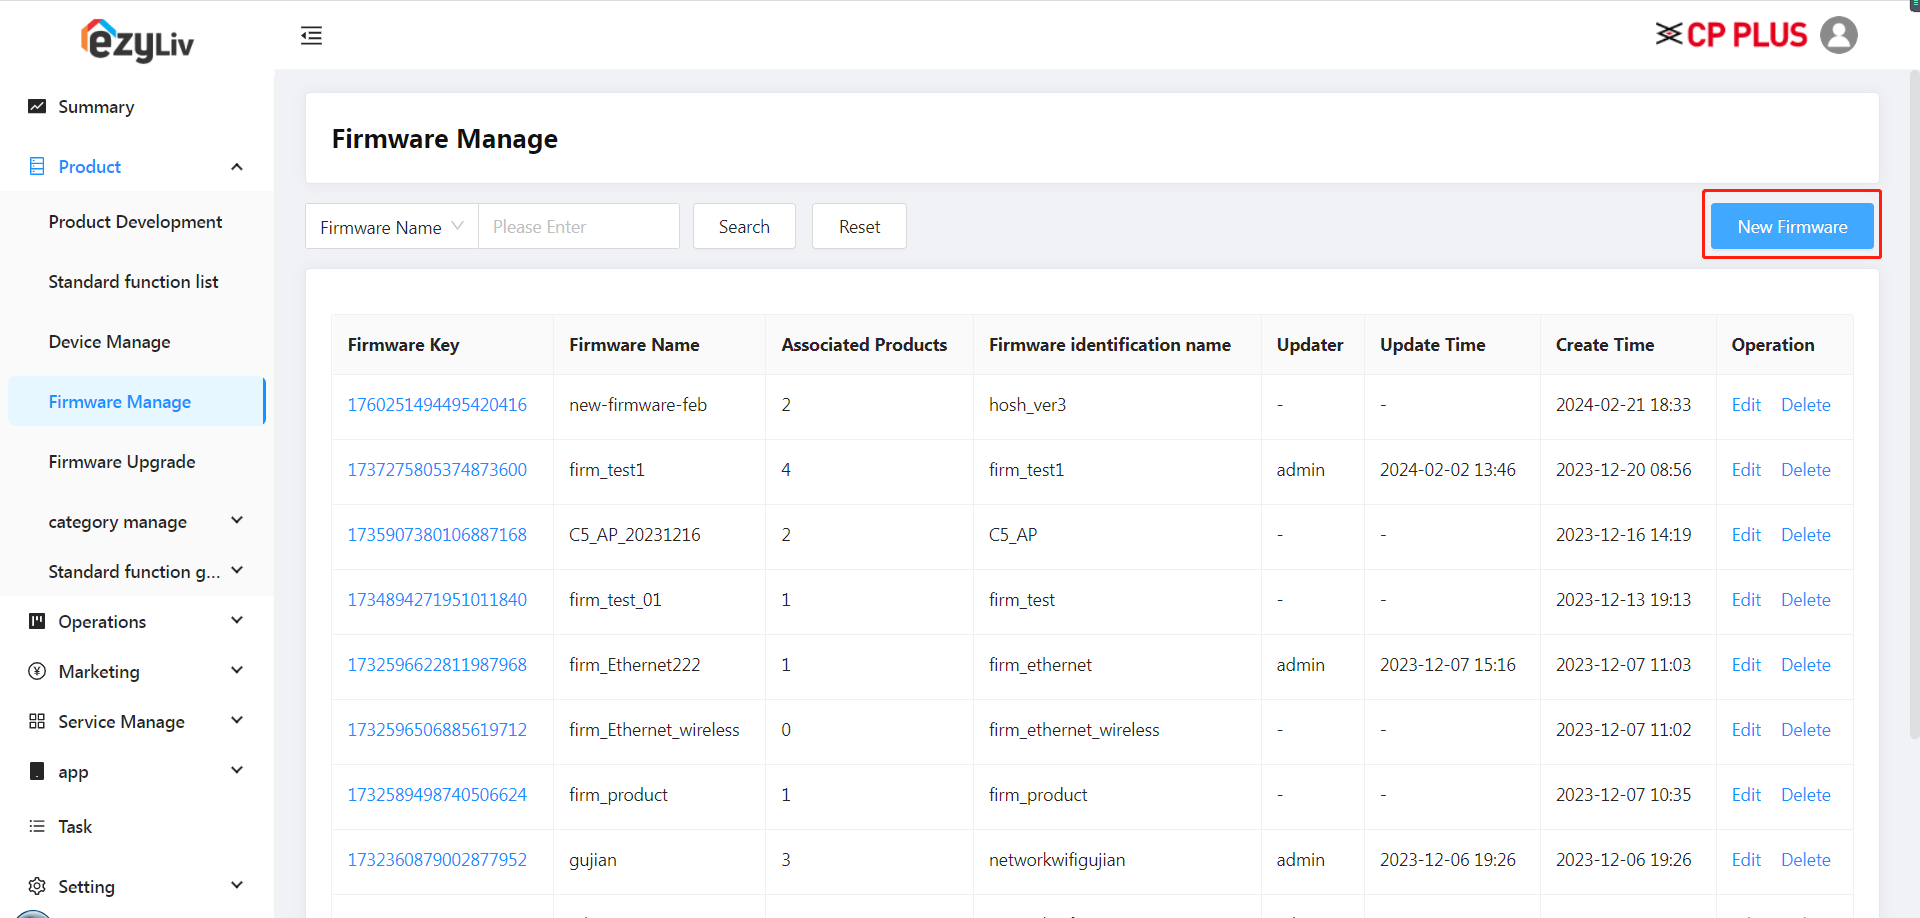 ezyLiv
CP PLUS
Summary
Product
Product Development
Standard function list
Device Manage
Firmware Manage
Firmware Upgrade
category manage
Standard function g...
Operations
Marketing
Service Manage
app
Task
Setting
Firmware Manage
Firmware Name Please Enter Search Reset New Firmware
Firmware Key Firmware Name Associated Products Firmware identification name Updater Update Time Create Time Operation
1760251494495420416 new-firmware-feb 2 hosh_ver3 - - 2024-02-21 18:33 Edit Delete
1737275805374873600 firm_test1 4 firm_test1 admin 2024-02-02 13:46 2023-12-20 08:56 Edit Delete
1735907380106887168 C5_AP_20231216 2 C5_AP - - 2023-12-16 14:19 Edit Delete
1734894271951011840 firm_test_01 1 firm_test - - 2023-12-13 19:13 Edit Delete
1732596622811987968 firm_Ethernet222 1 firm_ethernet admin 2023-12-07 15:16 2023-12-07 11:03 Edit Delete
1732596506885619712 firm_Ethernet_wireless 0 firm_ethernet_wireless - - 2023-12-07 11:02 Edit Delete
1732589498740506624 firm_product 1 firm_product - - 2023-12-07 10:35 Edit Delete
1732360879002877952 gujian 3 networkwifigujian admin 2023-12-06 19:26 2023-12-06 19:26 Edit Delete